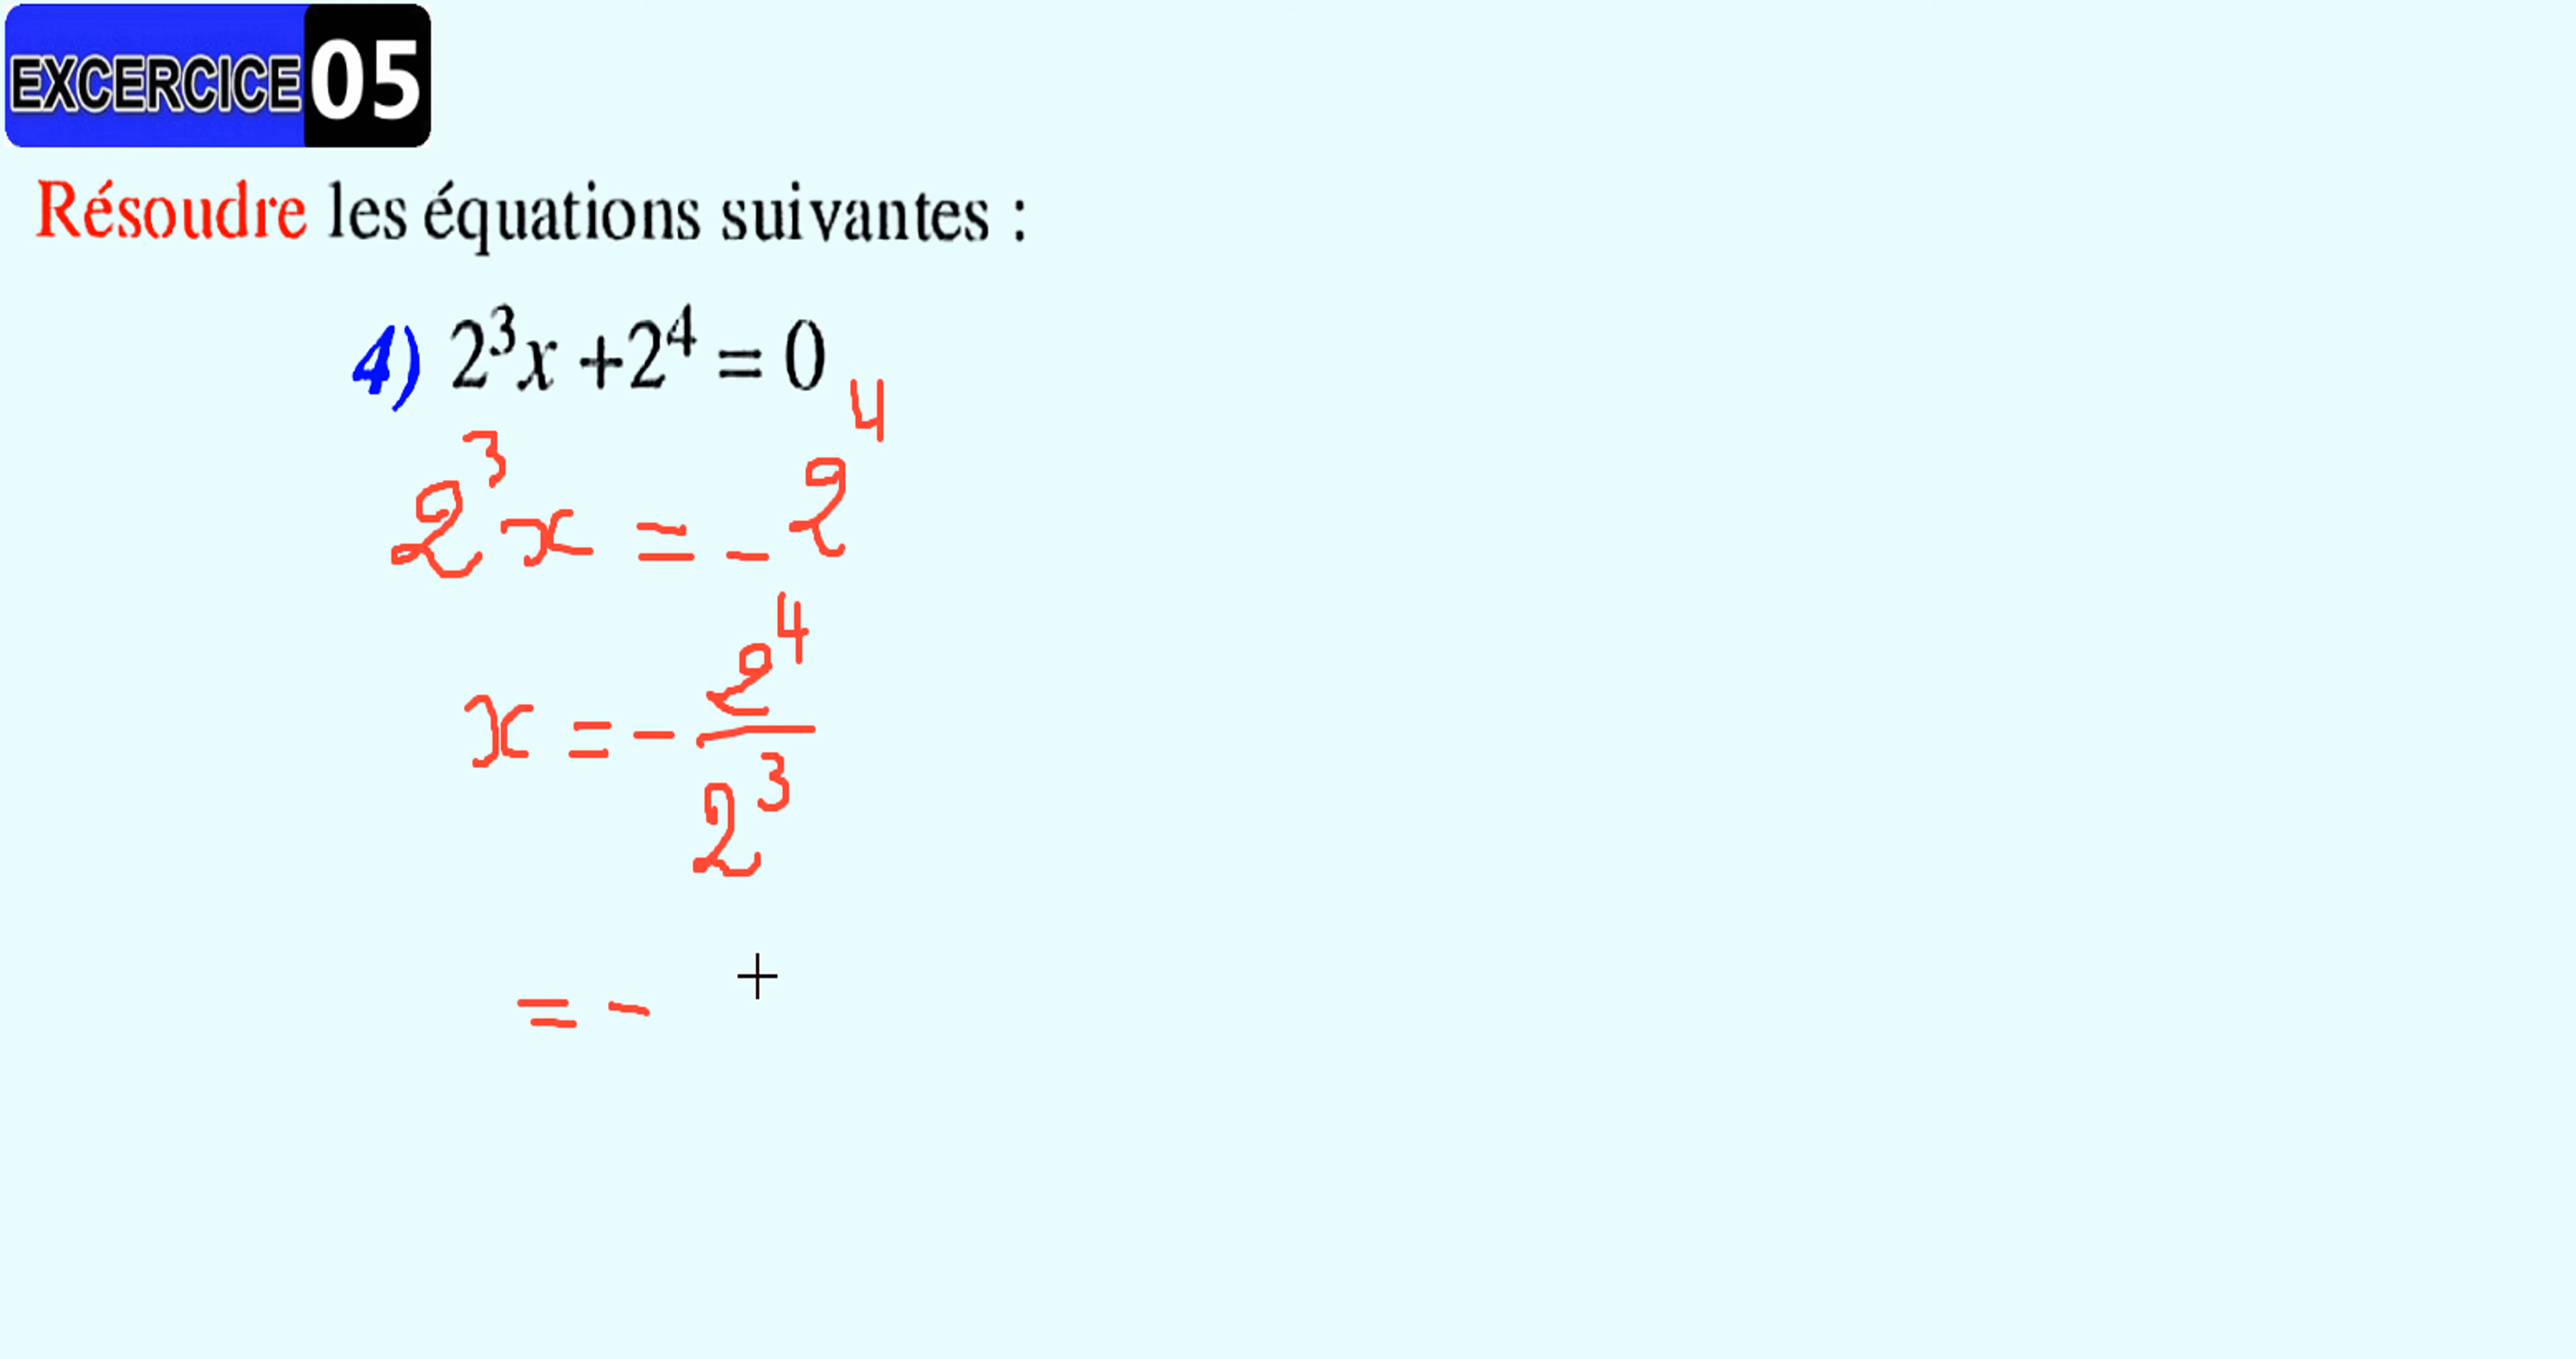 EXCERCICE 05
Résoudre les équations suivantes :
4) 2³x + 2⁴ = 0
2³x = - 2⁴
x = - 2⁴/2³
= -